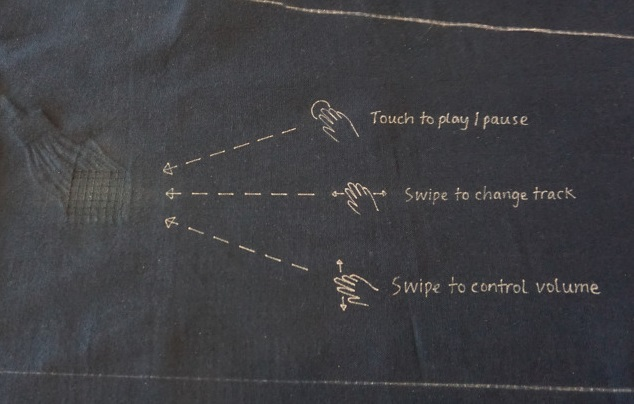 Touch to play / pause
Swipe to change track
Swipe to control volume